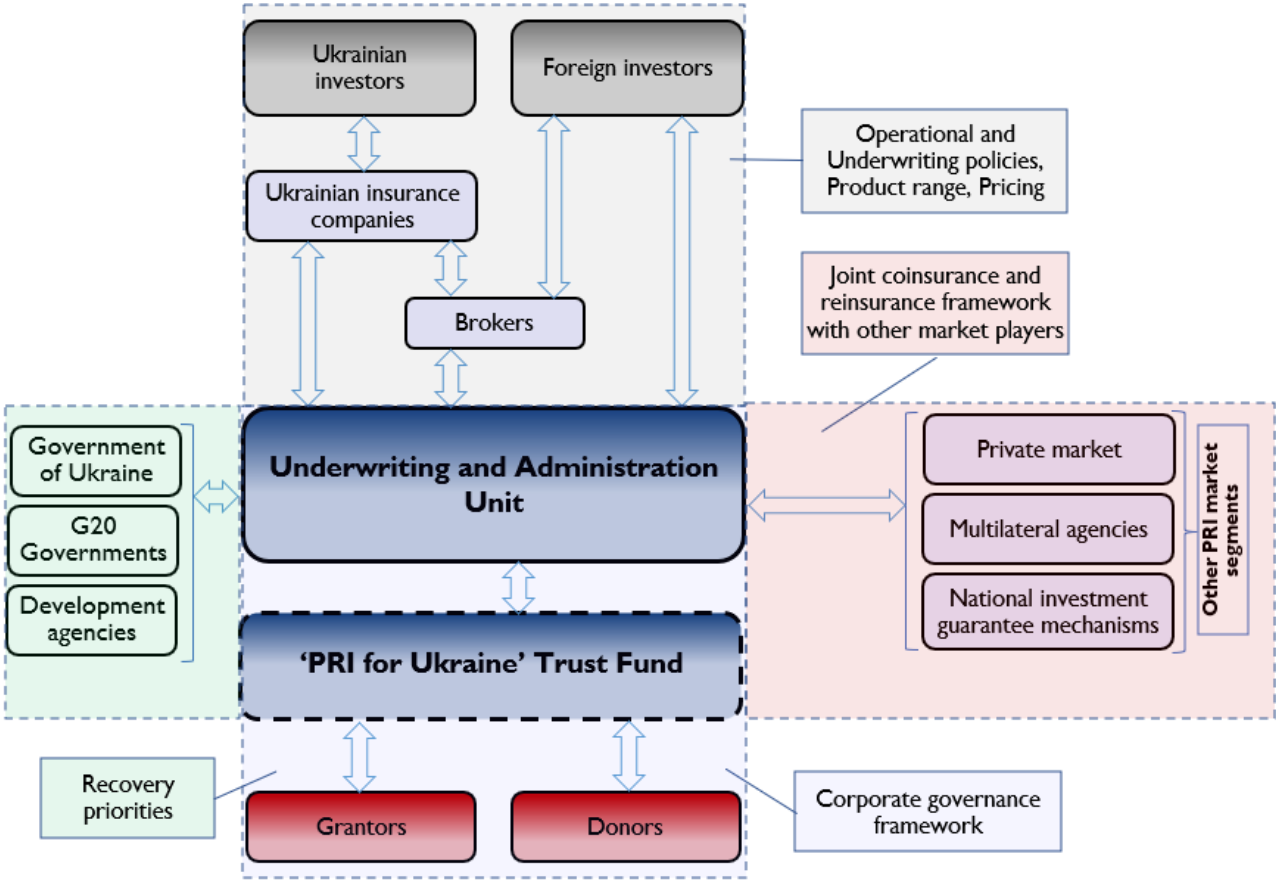 Ukrainian
investors
Foreign investors
Operational and
Underwriting policies,
Product range, Pricing
Ukrainian insurance
companies
Joint coinsurance and
reinsurance framework
with other market players
Brokers
Government
of Ukraine
G20
Governments
Development
agencies
Underwriting and Administration
Unit
Private market
Multilateral agencies
National investment
guarantee mechanisms
Other PRI market
segments
‘PRI for Ukraine’ Trust Fund
Recovery
priorities
Grantors
Donors
Corporate governance
framework